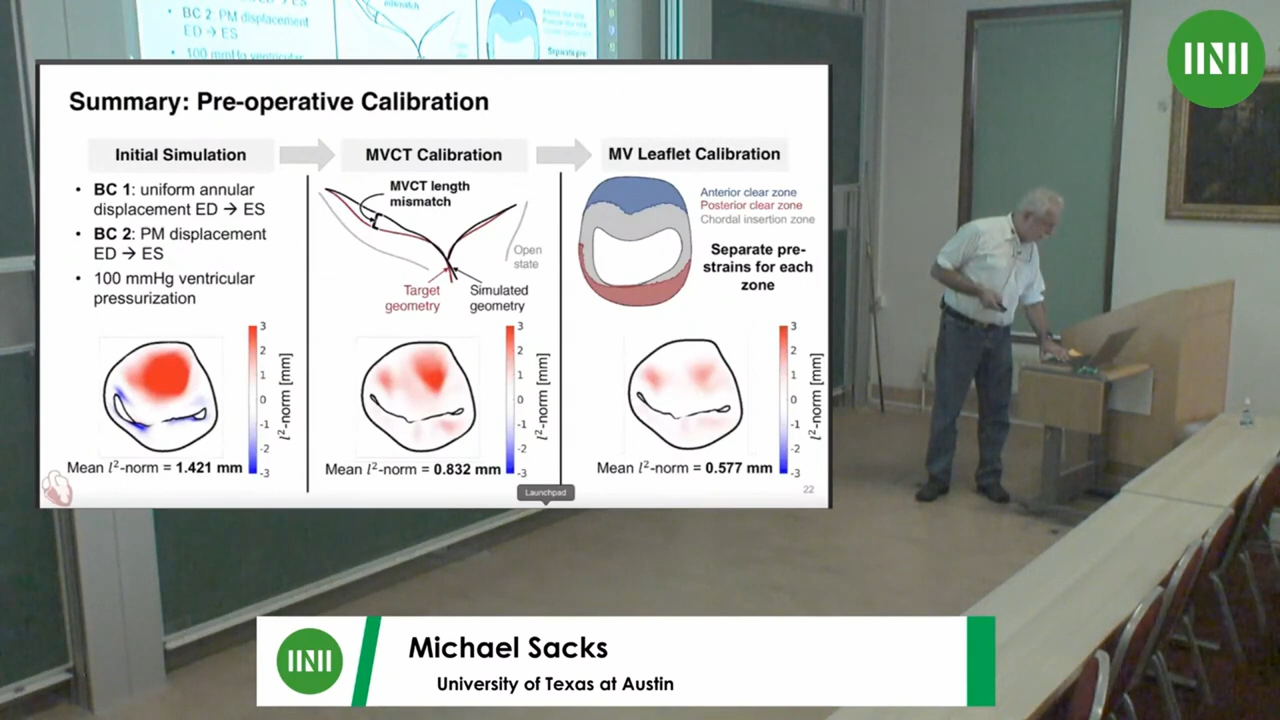 BC 2: PM displacement
ED → ES
100 mmHg ventricular
mismatch
Separate pre-
Summary: Pre-operative Calibration
Initial Simulation
MVCT Calibration
MV Leaflet Calibration
• BC 1: uniform annular
displacement ED → ES
• BC 2: PM displacement
ED → ES
• 100 mmHg ventricular
pressurization
MVCT length
mismatch
Open
state
Target
geometry
Simulated
geometry
Anterior clear zone
Posterior clear zone
Chordal insertion zone
Separate pre-
strains for each
zone
3
2
1
0
-1
-2
-3
l²-norm [mm]
Mean l²-norm = 1.421 mm
3
2
1
0
-1
-2
-3
l²-norm [mm]
Mean l²-norm = 0.832 mm
3
2
1
0
-1
-2
-3
l²-norm [mm]
Mean l²-norm = 0.577 mm
Launchpad
22
Michael Sacks
University of Texas at Austin